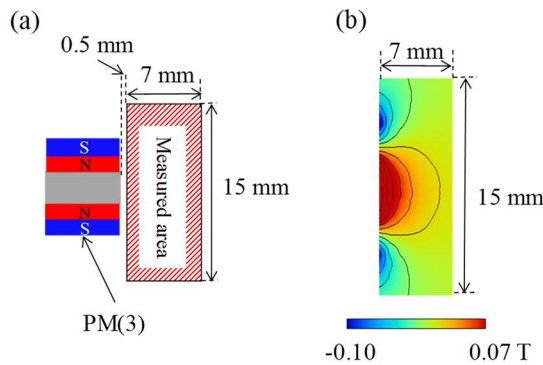 (a)
0.5 mm
7 mm
S
N
N
S
Measured area
15 mm
PM(3)
(b)
7 mm
15 mm
-0.10
0.07 T